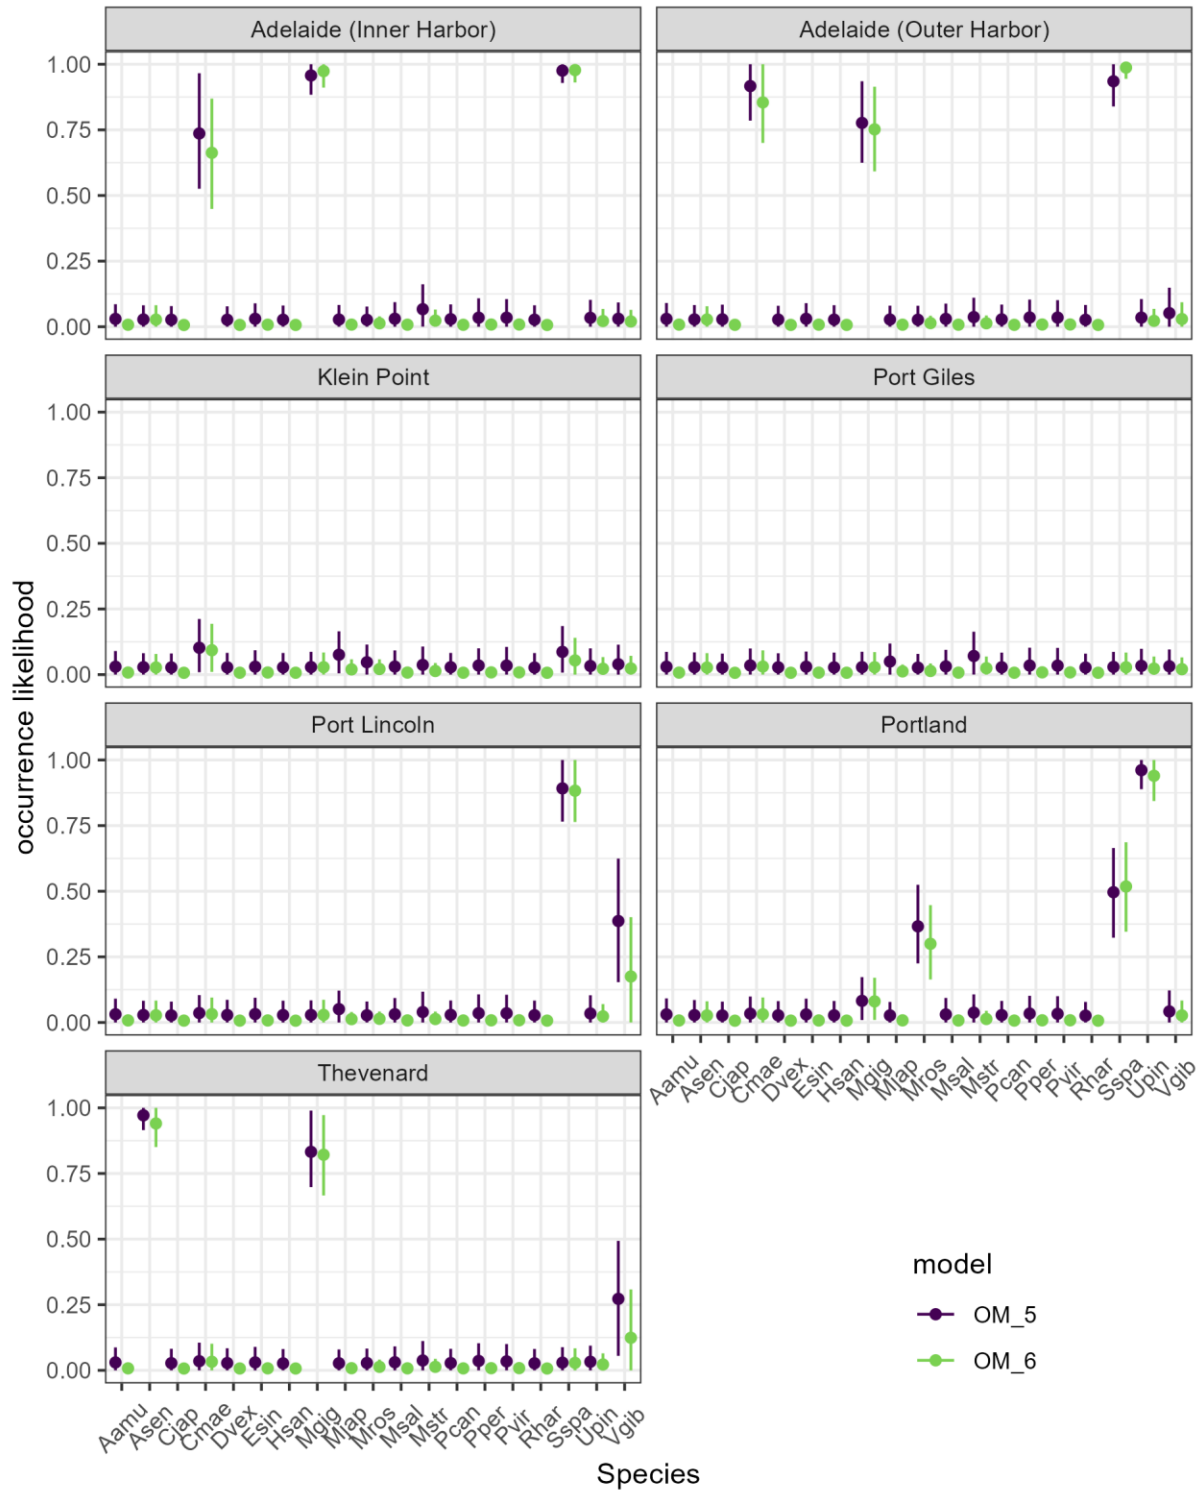 Adelaide (Inner Harbor)
Adelaide (Outer Harbor)
1.00
0.75
0.50
0.25
0.00
Klein Point
Port Giles
1.00
0.75
0.50
0.25
0.00
Port Lincoln
Portland
1.00
0.75
0.50
0.25
0.00
Aamu
Asen
Cjap
Cmae
Dvex
Esin
Hsan
Mgig
Mjap
Mros
Msal
Mstr
Pcan
Pper
Pvir
Rhar
Sspa
Upin
Vgib
Thevenard
1.00
0.75
0.50
0.25
0.00
Aamu
Asen
Cjap
Cmae
Dvex
Esin
Hsan
Mgig
Mjap
Mros
Msal
Mstr
Pcan
Pper
Pvir
Rhar
Sspa
Upin
Vgib
occurrence likelihood
Species
model
OM_5
OM_6